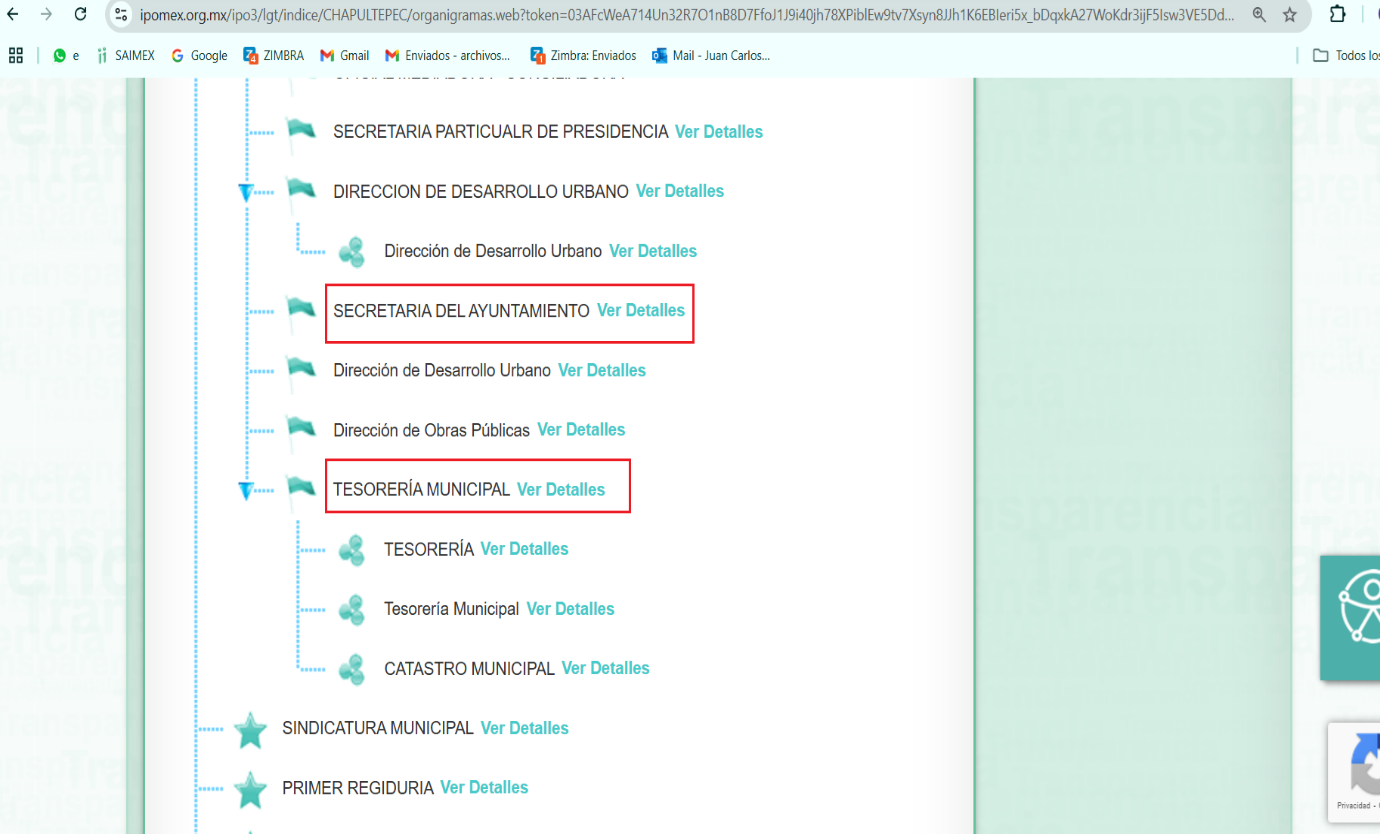 ipomex.org.mx/ipo3/lgt/indice/CHAPULTEPEC/organigramas.web?token=03AFcWeA714Un32R7O1nB8D7FfoJ1J9i40jh78XPiblEw9tv7Xsyn8JJh1K6EBIeri5x_bDqxkA27WoKdr3ijF5Isw3VE5Dd...
e
SAIMEX
Google
ZIMBRA
Gmail
Enviados - archivos...
Zimbra: Enviados
Mail - Juan Carlos...
Todos los
SECRETARIA PARTICUALR DE PRESIDENCIA Ver Detalles
DIRECCION DE DESARROLLO URBANO Ver Detalles
Dirección de Desarrollo Urbano Ver Detalles
SECRETARIA DEL AYUNTAMIENTO Ver Detalles
Dirección de Desarrollo Urbano Ver Detalles
Dirección de Obras Públicas Ver Detalles
TESORERÍA MUNICIPAL Ver Detalles
TESORERÍA Ver Detalles
Tesorería Municipal Ver Detalles
CATASTRO MUNICIPAL Ver Detalles
SINDICATURA MUNICIPAL Ver Detalles
PRIMER REGIDURIA Ver Detalles
Privacidad -